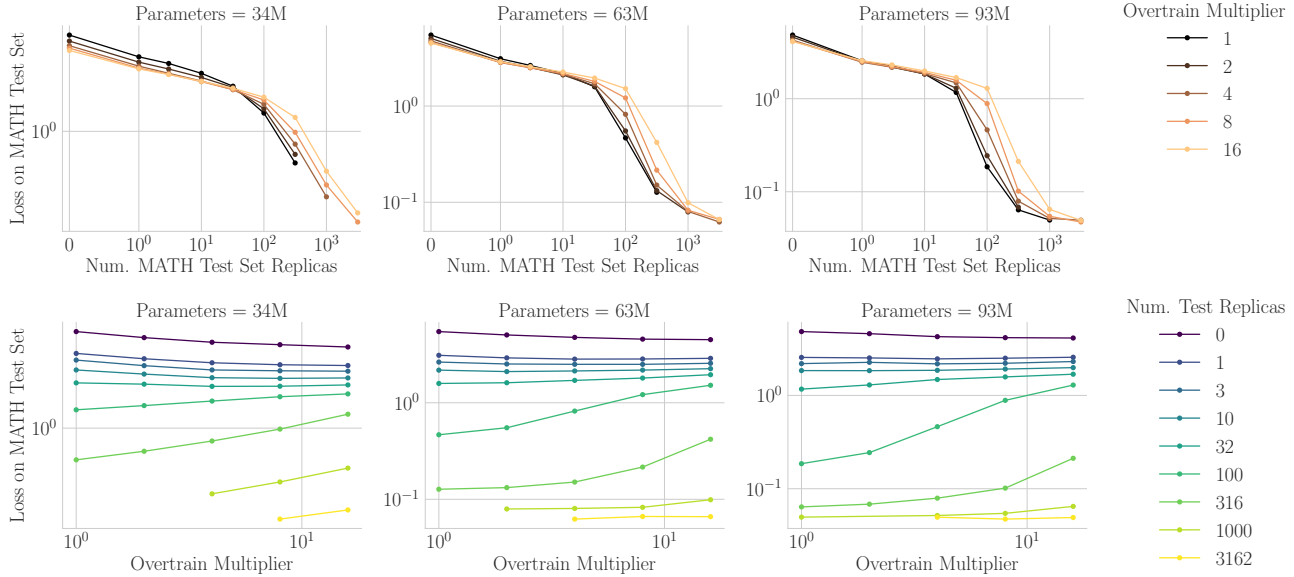 Parameters = 34M
Parameters = 63M
Parameters = 93M
Overtrain Multiplier
1
2
4
8
16
Loss on MATH Test Set
10⁰
0
10⁰
10¹
10²
10³
Num. MATH Test Set Replicas
10⁰
10⁻¹
0
10⁰
10¹
10²
10³
Num. MATH Test Set Replicas
10⁰
10⁻¹
0
10⁰
10¹
10²
10³
Num. MATH Test Set Replicas
Parameters = 34M
Parameters = 63M
Parameters = 93M
Num. Test Replicas
0
1
3
10
32
100
316
1000
3162
Loss on MATH Test Set
10⁰
10⁰
10¹
Overtrain Multiplier
10⁰
10⁻¹
10⁰
10¹
Overtrain Multiplier
10⁰
10⁻¹
10⁰
10¹
Overtrain Multiplier